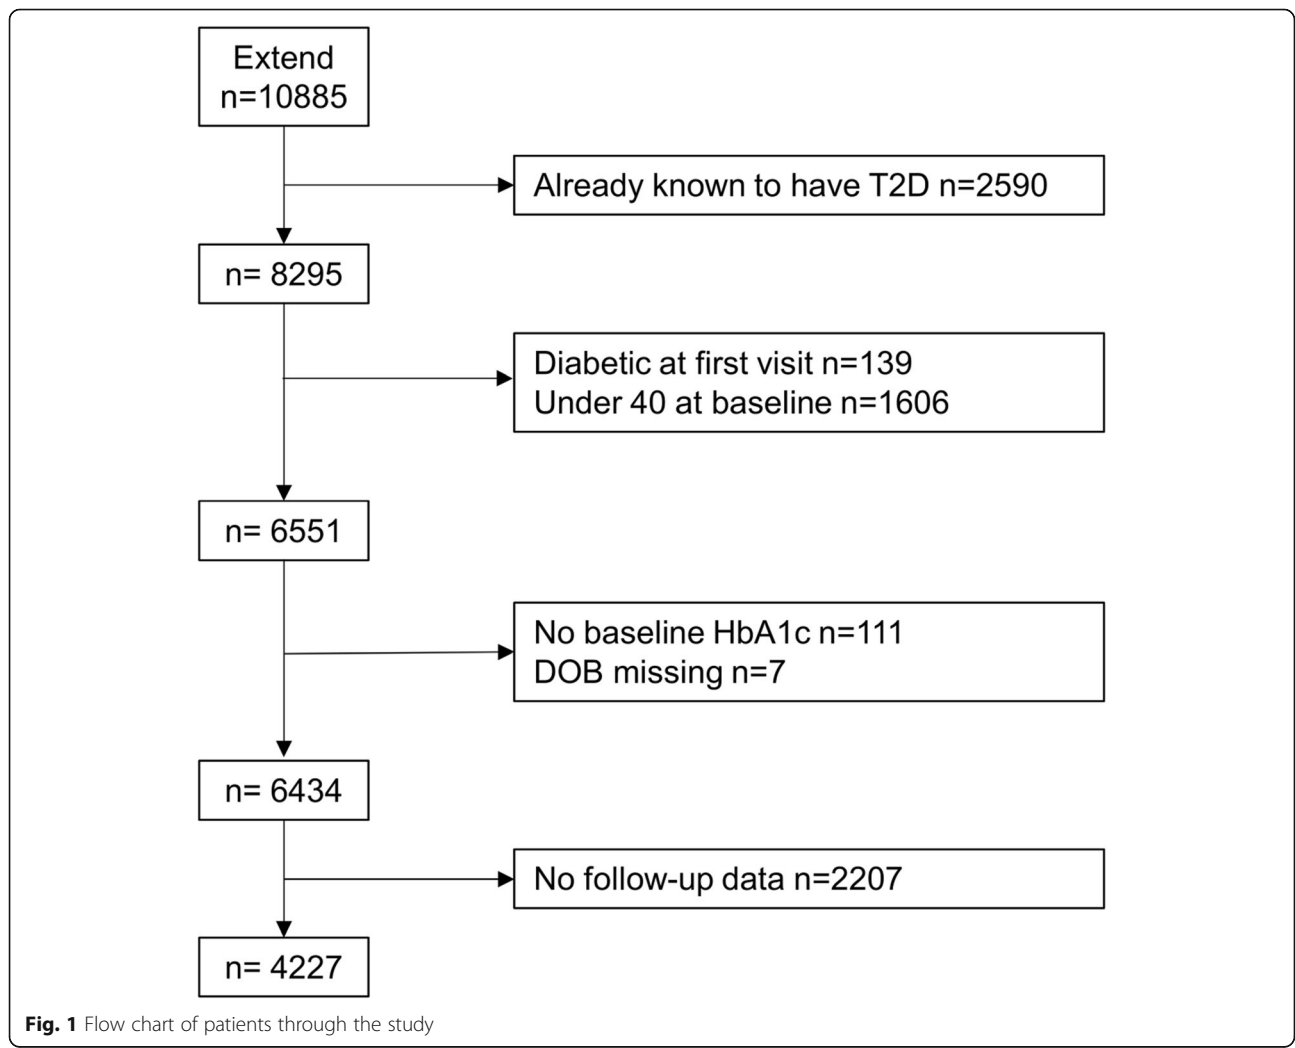 Extend
n=10885
Already known to have T2D n=2590
n= 8295
Diabetic at first visit n=139
Under 40 at baseline n=1606
n= 6551
No baseline HbA1c n=111
DOB missing n=7
n= 6434
No follow-up data n=2207
n= 4227
Fig. 1 Flow chart of patients through the study